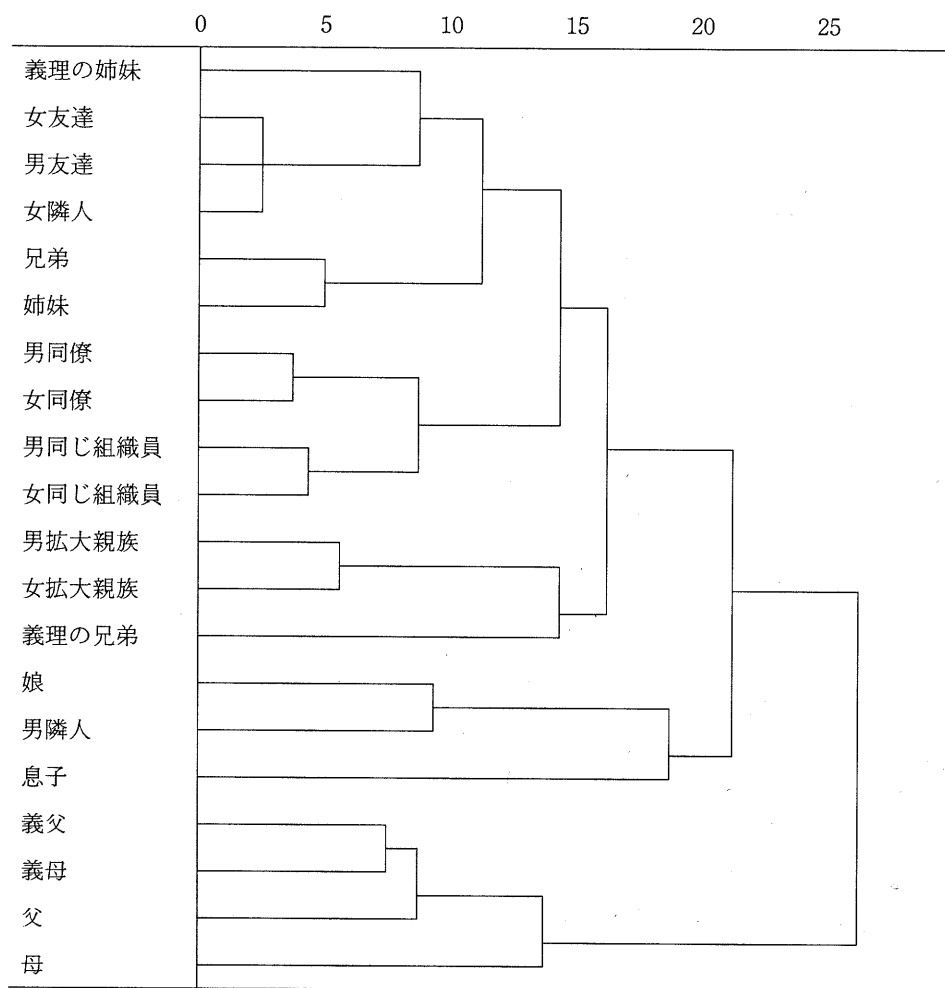 0 5 10 15 20 25
義理の姉妹
女友達
男友達
女隣人
兄弟
姉妹
男同僚
女同僚
男同じ組織員
女同じ組織員
男拡大親族
女拡大親族
義理の兄弟
娘
男隣人
息子
義父
義母
父
母